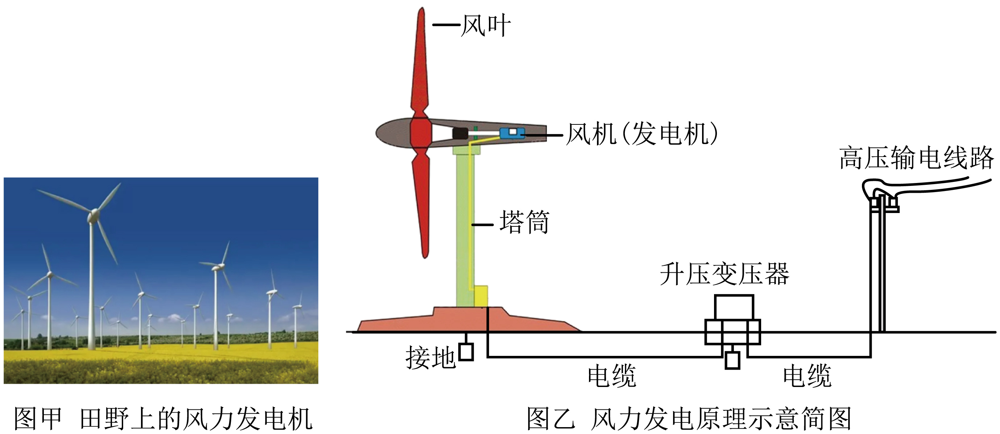 风叶
风机(发电机)
高压输电线路
塔筒
升压变压器
接地
电缆
电缆
图甲 田野上的风力发电机
图乙 风力发电原理示意简图